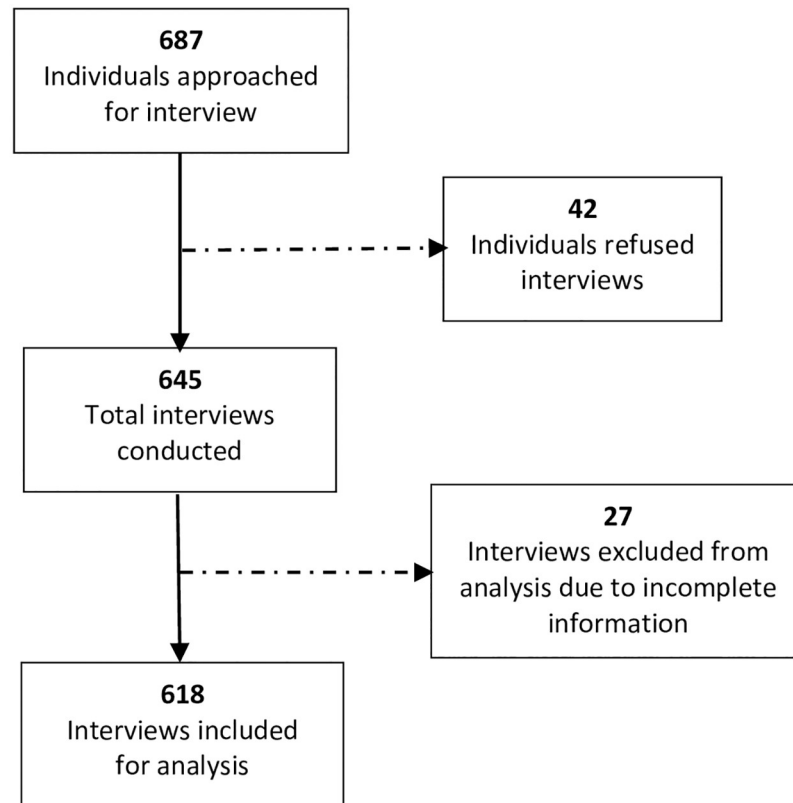 687
Individuals approached
for interview
42
Individuals refused
interviews
645
Total interviews
conducted
27
Interviews excluded from
analysis due to incomplete
information
618
Interviews included
for analysis